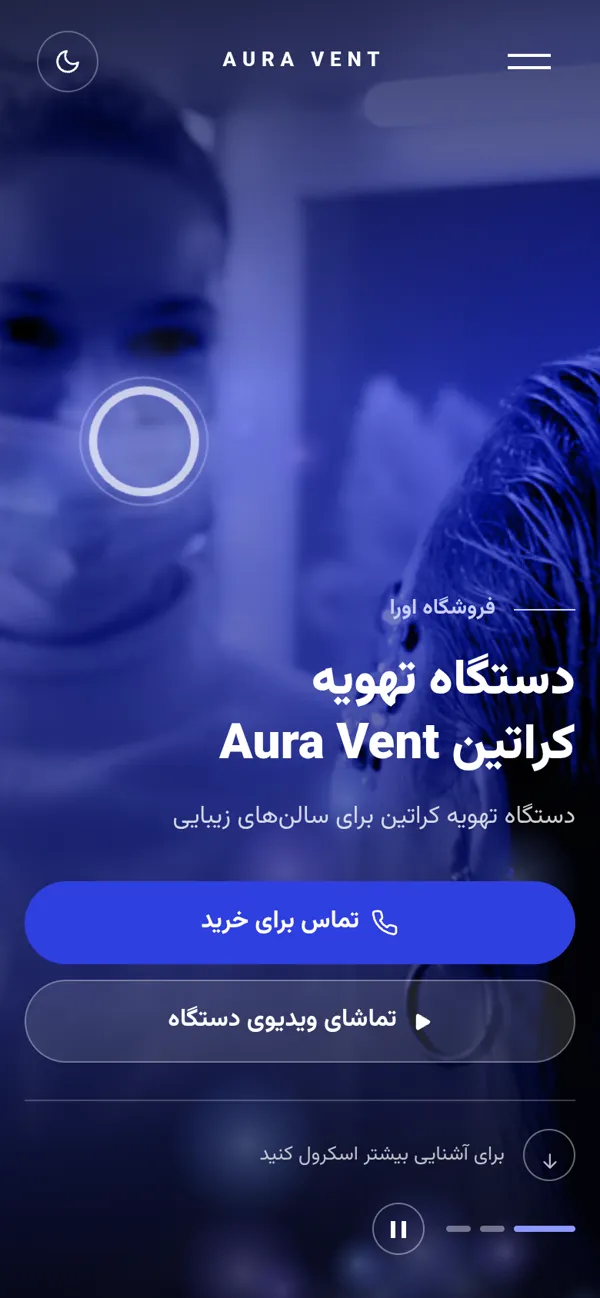 AURA VENT
فروشگاه اورا
دستگاه تهویه
کراتین Aura Vent
دستگاه تهویه کراتین برای سالن‌های زیبایی
تماس برای خرید
تماشای ویدیوی دستگاه
برای آشنایی بیشتر اسکرول کنید